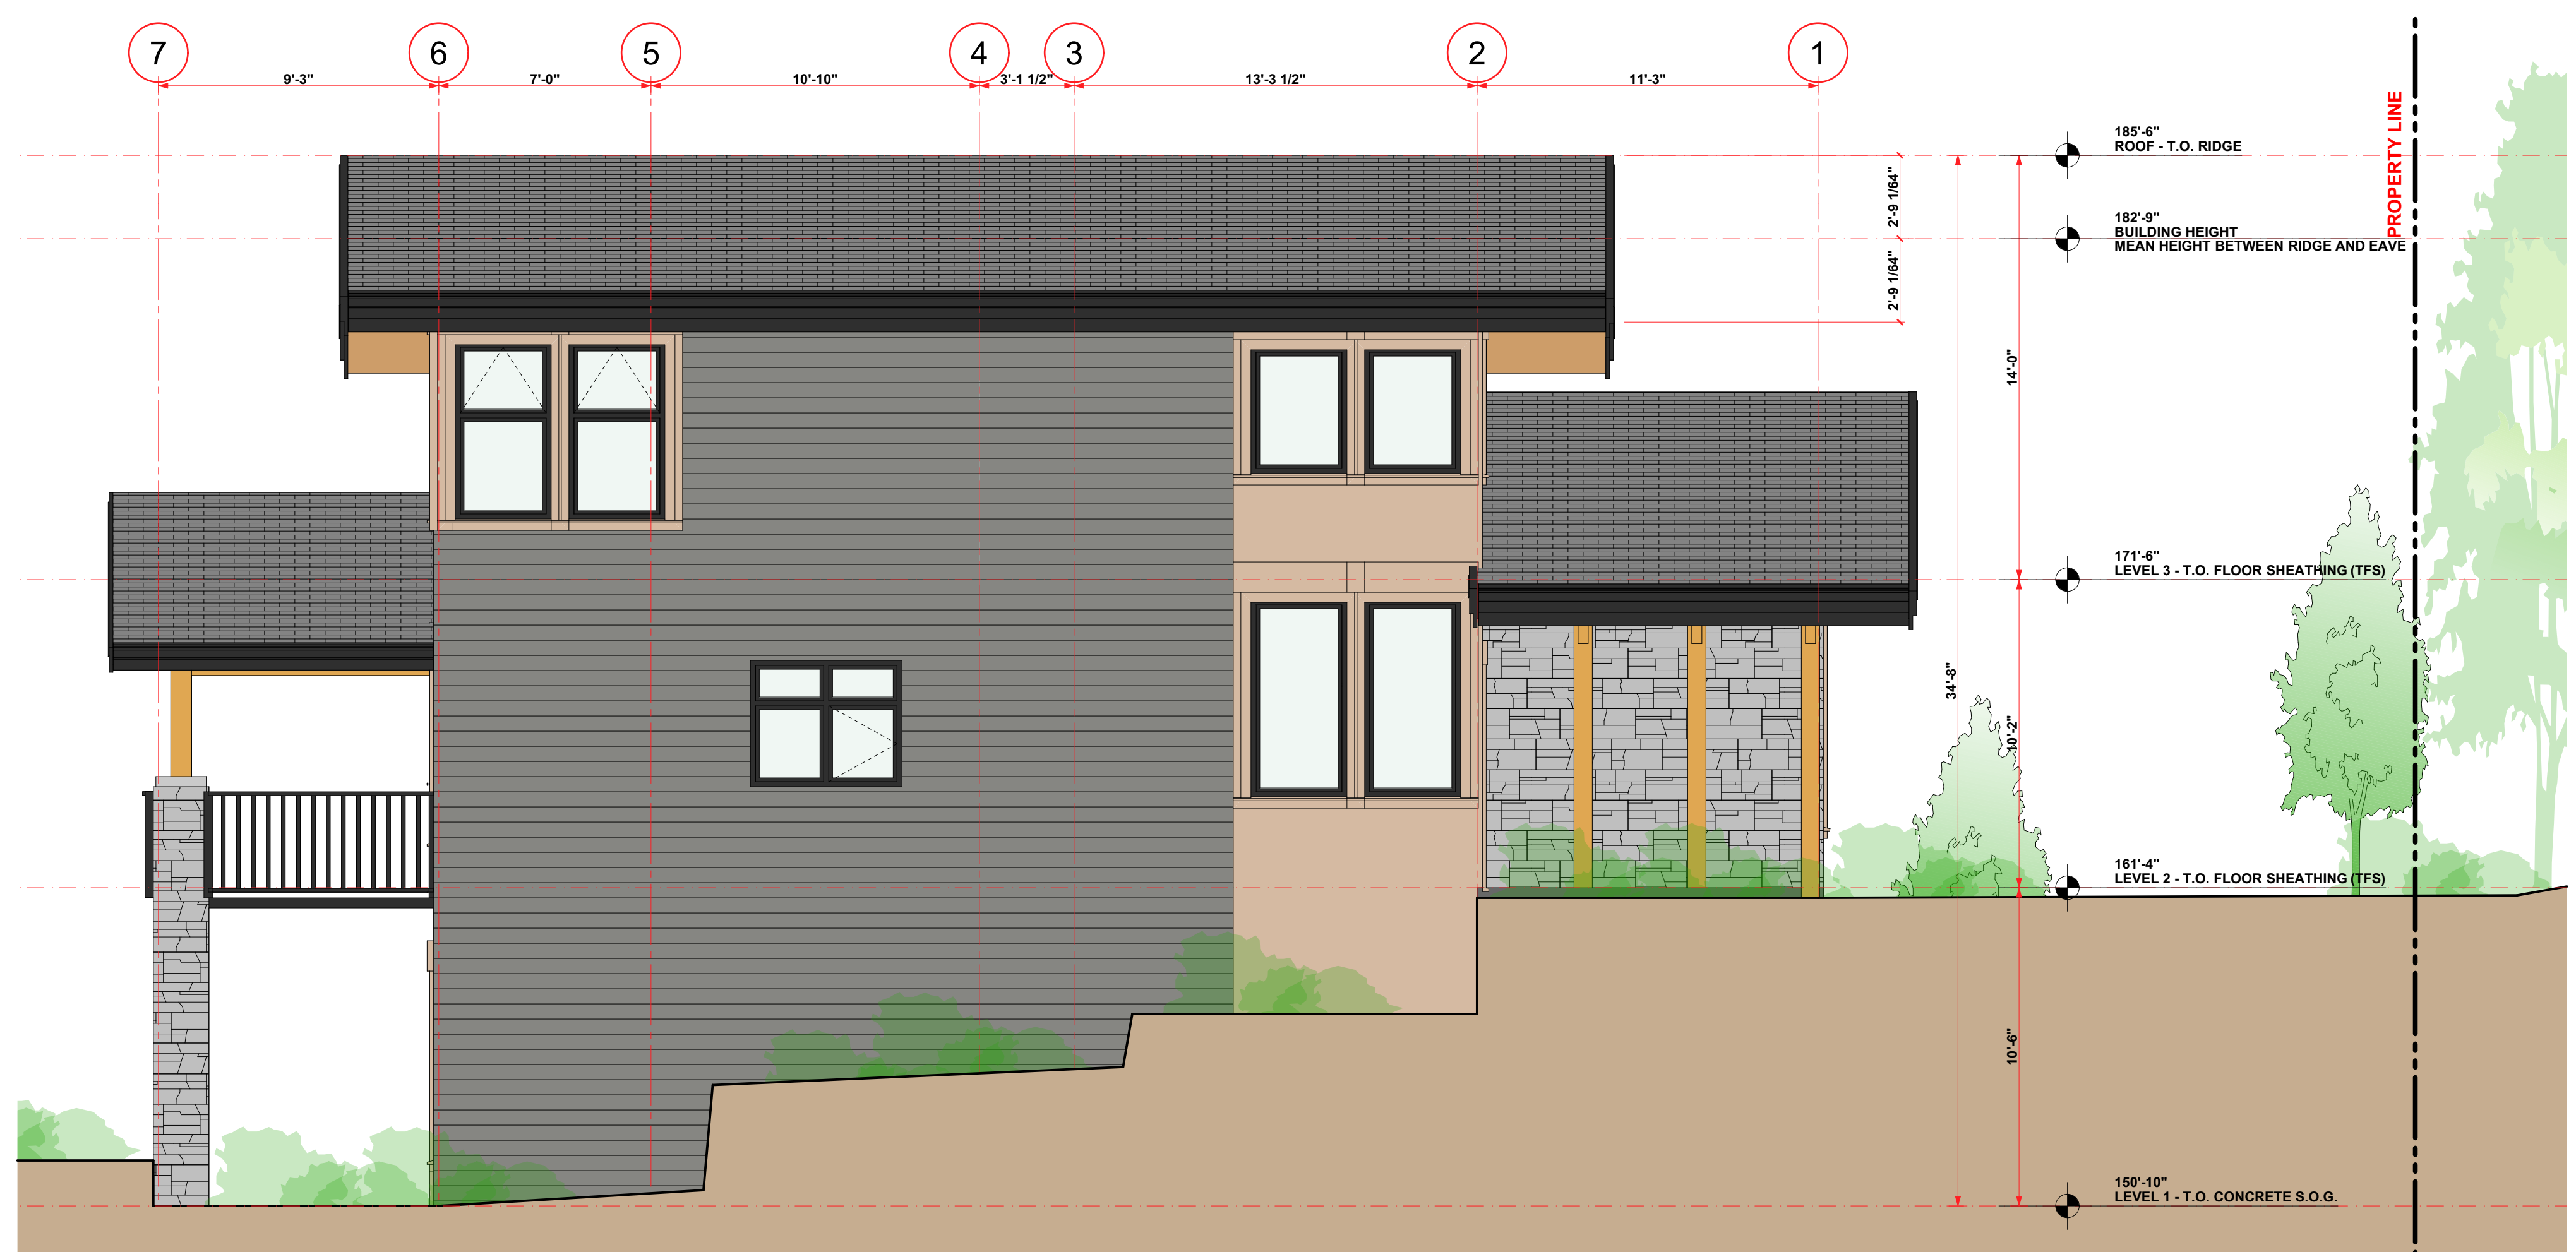 7 6 5 4 3 2 1
9'-3" 7'-0" 10'-10" 3'-1 1/2" 13'-3 1/2" 11'-3"
PROPERTY LINE
185'-6"
ROOF - T.O. RIDGE
2'-9 1/64"
182'-9"
BUILDING HEIGHT
MEAN HEIGHT BETWEEN RIDGE AND EAVE
2'-9 1/64"
14'-0"
171'-6"
LEVEL 3 - T.O. FLOOR SHEATHING (TFS)
34'-8"
10'-2"
161'-4"
LEVEL 2 - T.O. FLOOR SHEATHING (TFS)
10'-6"
150'-10"
LEVEL 1 - T.O. CONCRETE S.O.G.